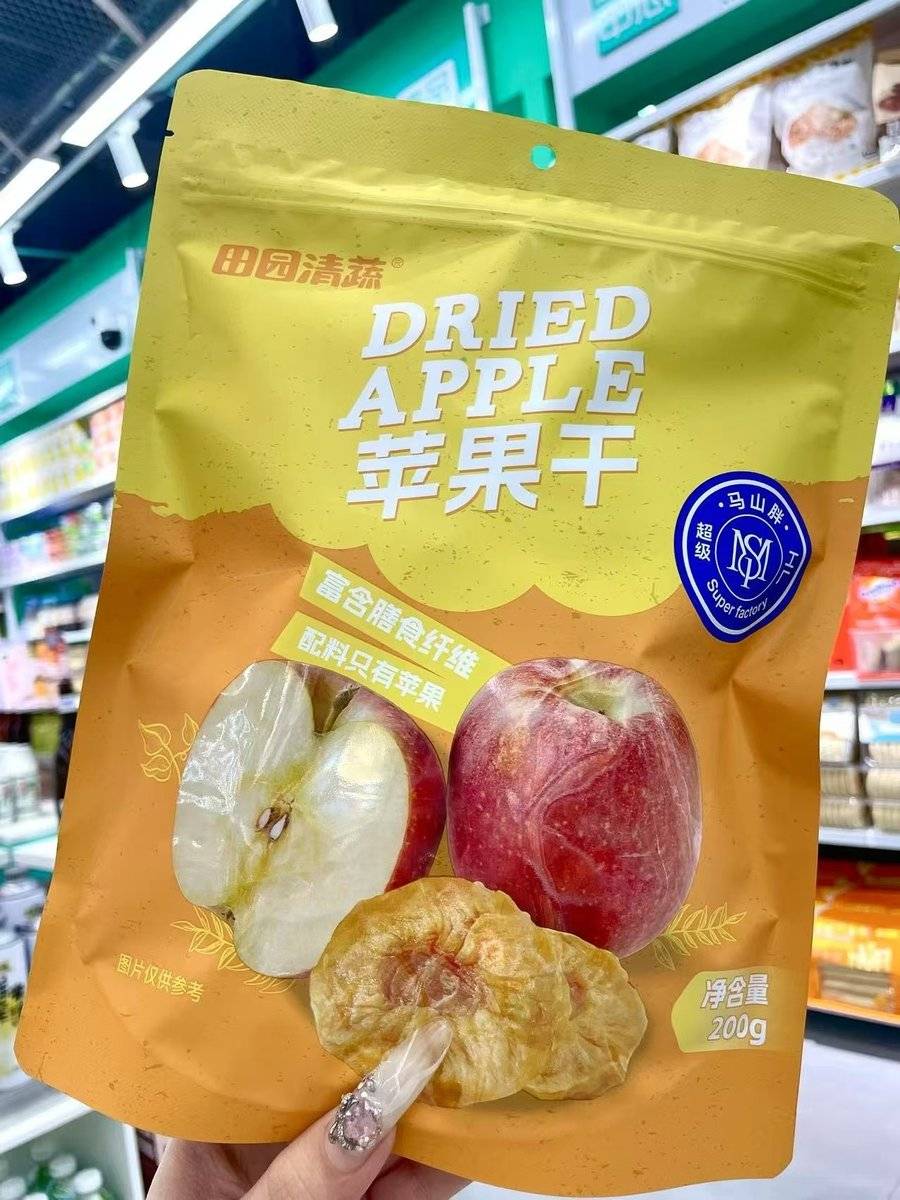 田园清蔬®
DRIED
APPLE
苹果干
·马山胖·
超级
工厂
MSM
Super factory
富含膳食纤维
配料只有苹果
图片仅供参考
净含量
200g